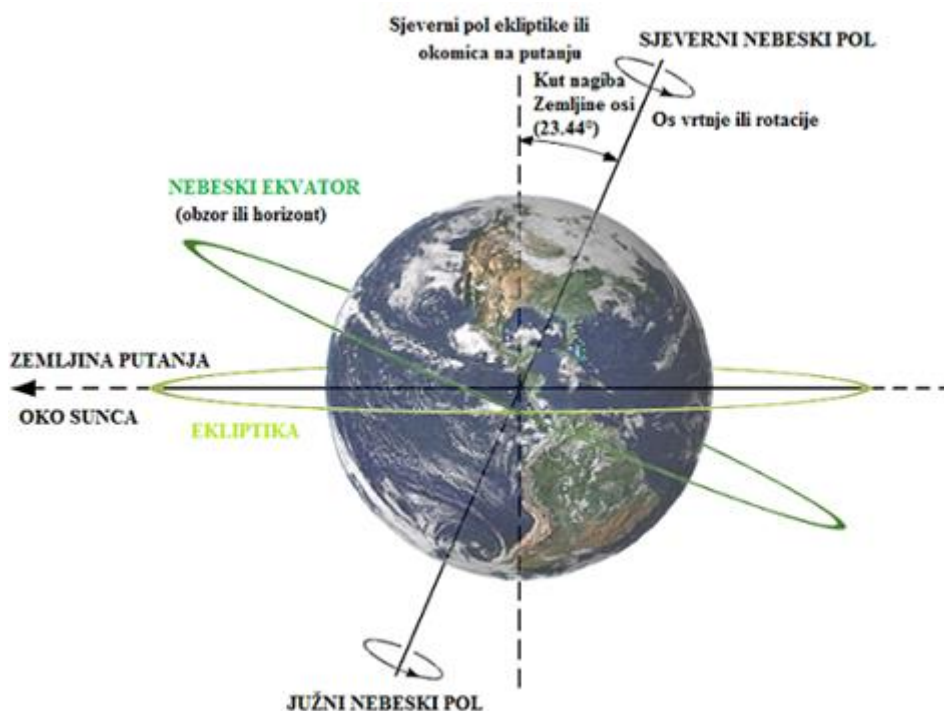 Sjeverni pol ekliptike ili
okomica na putanju
SJEVERNI NEBESKI POL
Kut nagiba
Zemljine osi
(23.44°)
Os vrtnje ili rotacije
NEBESKI EKVATOR
(obzor ili horizont)
ZEMLJINA PUTANJA
OKO SUNCA
EKLIPTIKA
JUŽNI NEBESKI POL